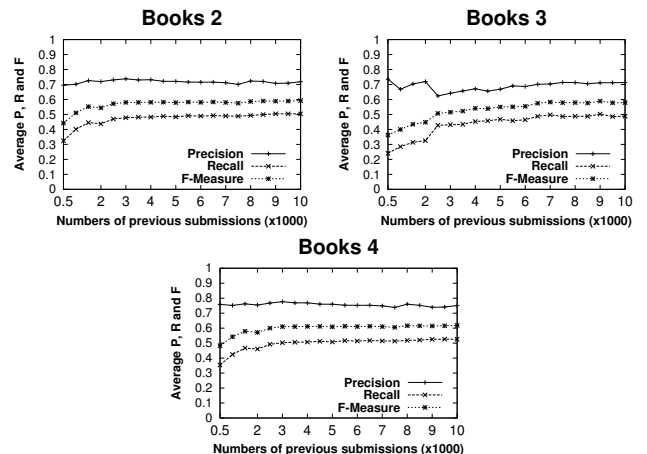 Books 2
Average P, R and F
1
0.9
0.8
0.7
0.6
0.5
0.4
0.3
0.2
0.1
0
Precision
Recall
F-Measure
0.5 2 3 4 5 6 7 8 9 10
Numbers of previous submissions (x1000)
Books 3
Average P, R and F
1
0.9
0.8
0.7
0.6
0.5
0.4
0.3
0.2
0.1
0
Precision
Recall
F-Measure
0.5 2 3 4 5 6 7 8 9 10
Numbers of previous submissions (x1000)
Books 4
Average P, R and F
1
0.9
0.8
0.7
0.6
0.5
0.4
0.3
0.2
0.1
0
Precision
Recall
F-Measure
0.5 2 3 4 5 6 7 8 9 10
Numbers of previous submissions (x1000)